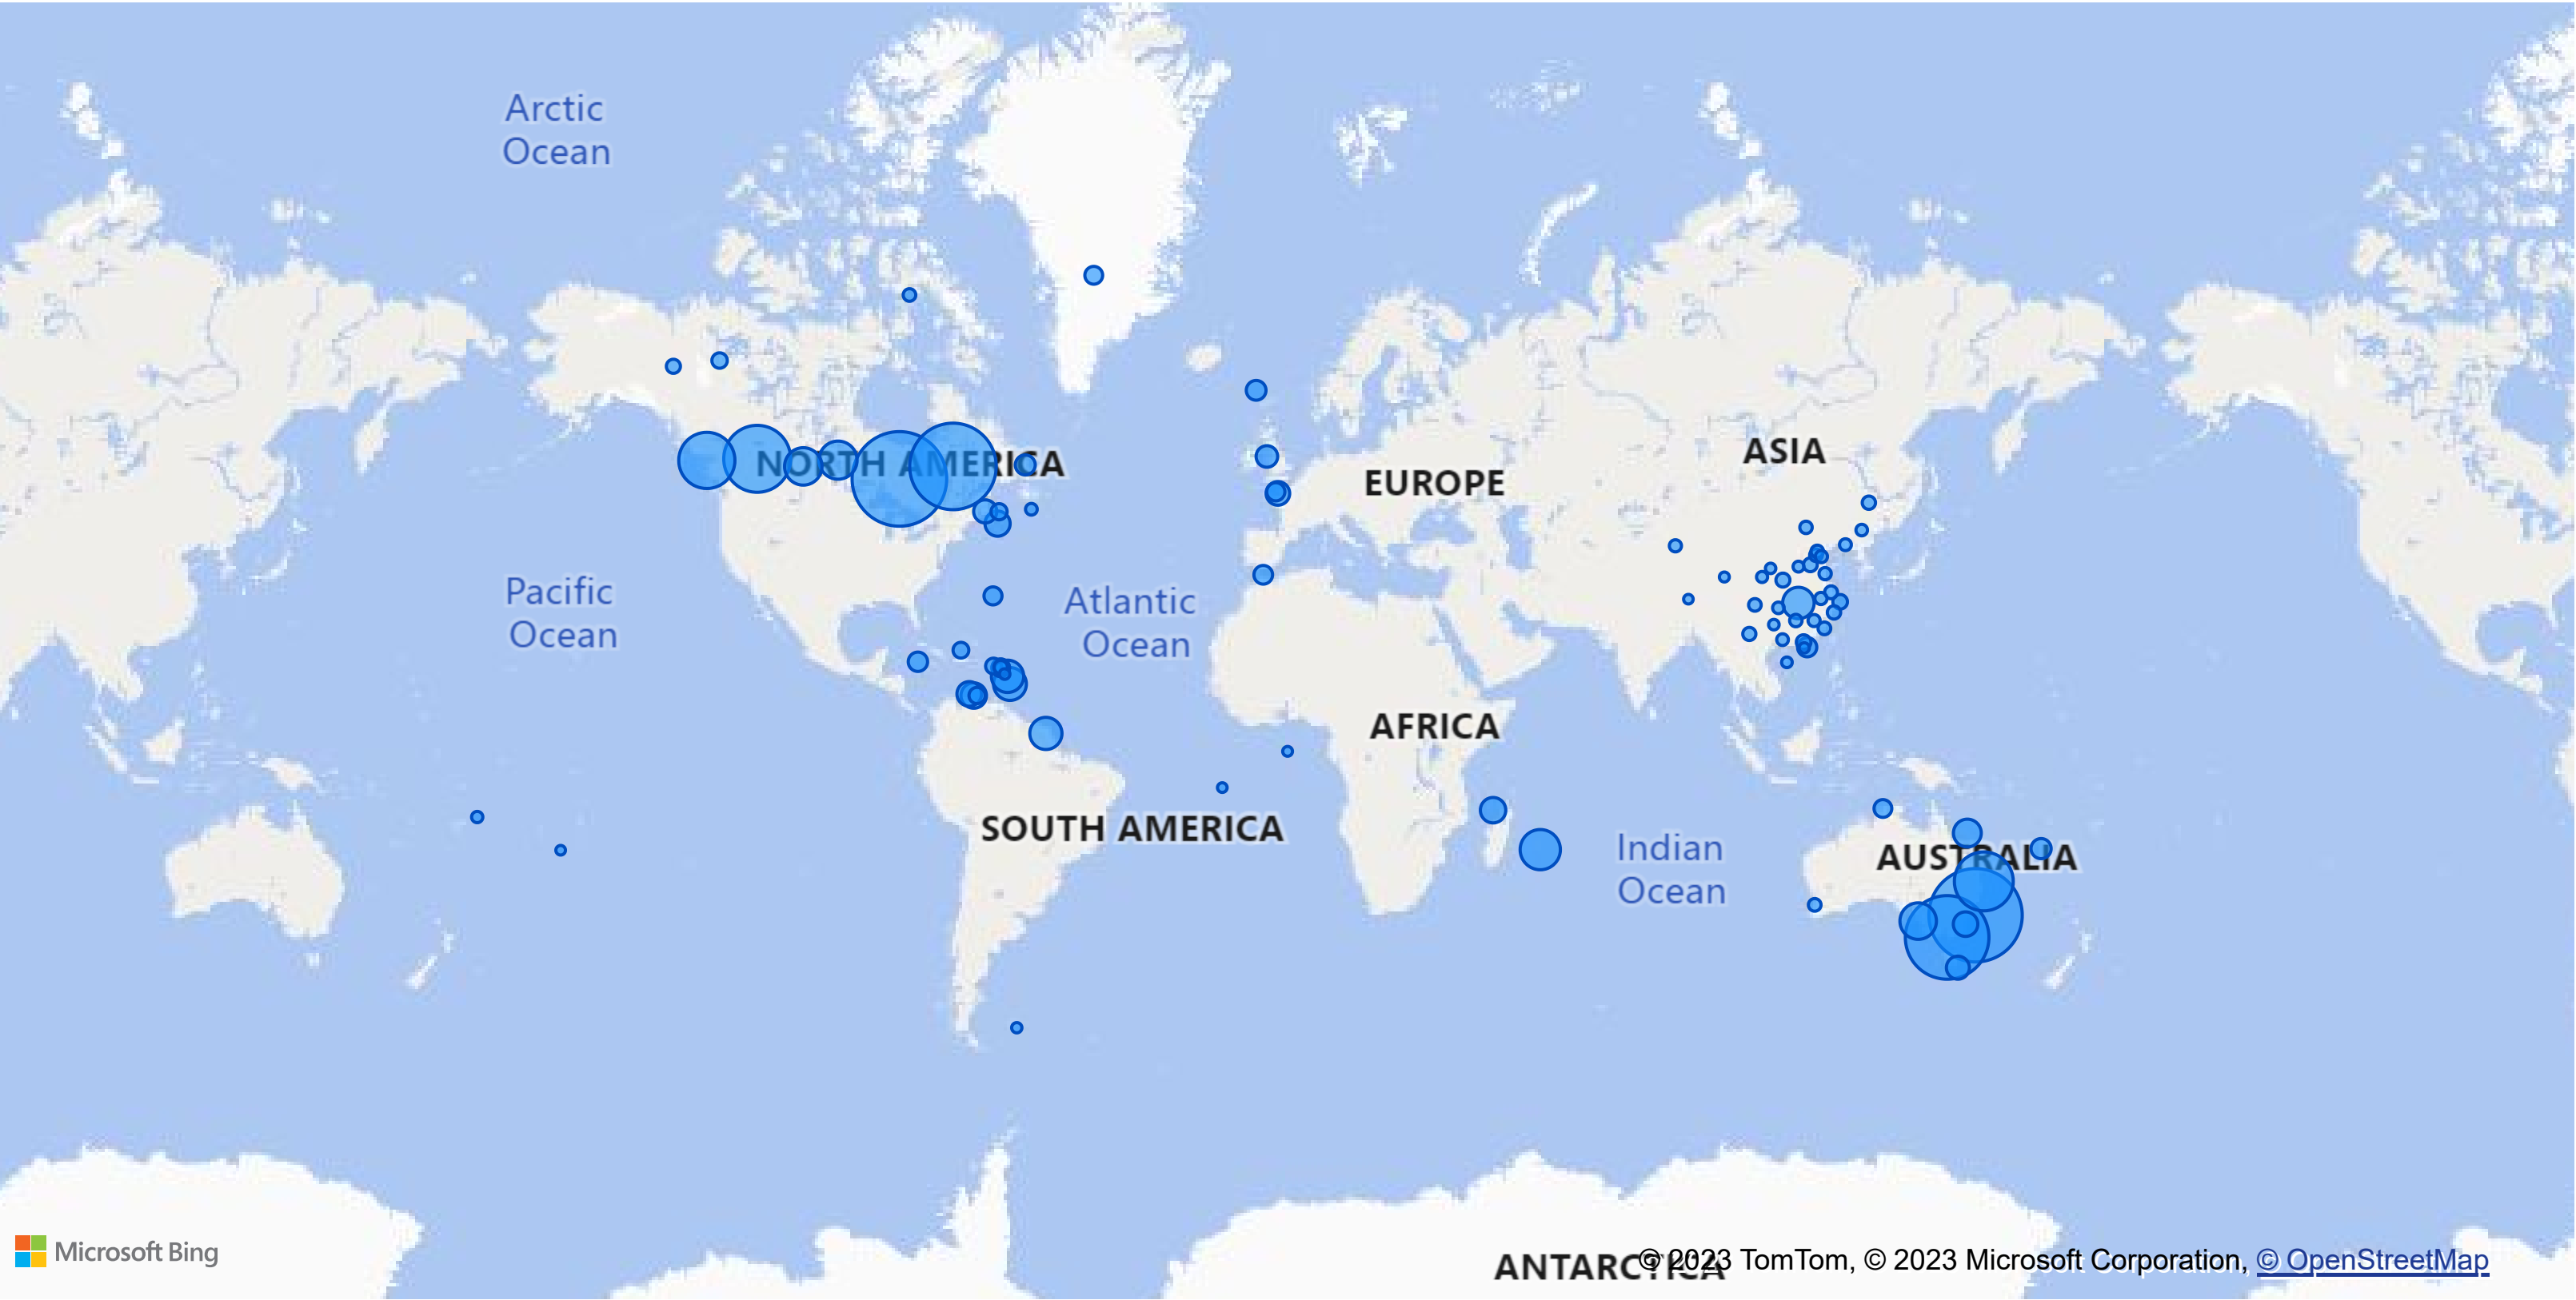 Arctic
Ocean
NORTH AMERICA
ASIA
EUROPE
Pacific
Ocean
Atlantic
Ocean
AFRICA
SOUTH AMERICA
Indian
Ocean
AUSTRALIA
Microsoft Bing
ANTARCTICA
© 2023 TomTom, © 2023 Microsoft Corporation, © OpenStreetMap